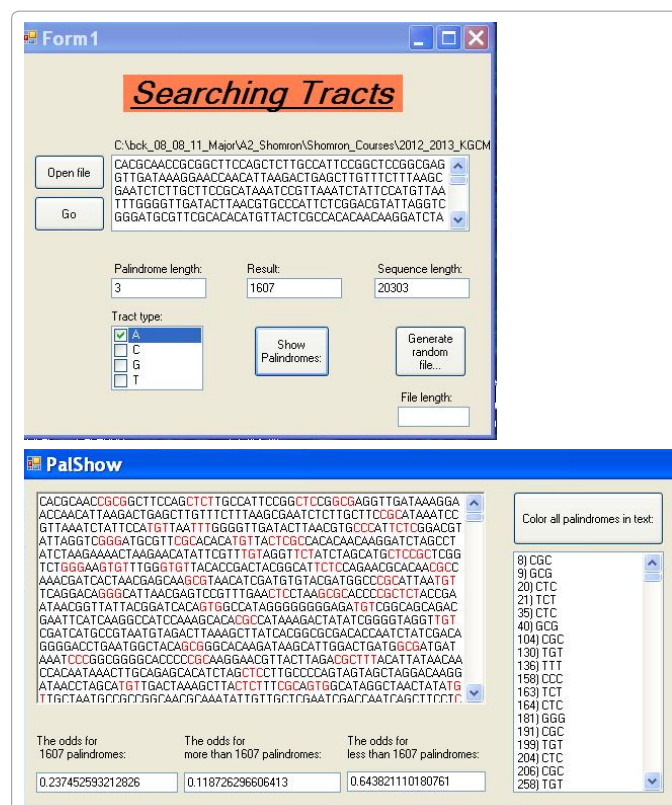 Form1
Searching Tracts
C:\bck_08_08_11_Major\A2_Shomron\Shomron_Courses\2012_2013_KGCM
Open file
Go
CACGCAACCGCGGCTTCCAGCTCTTGCCATTCCGGCTCCGGCGAG
GTTGATAAAGGAACCAACATTAAGACTGAGCTTGTTTCTTTAAGC
GAATCTCTTGCTTCCGCATAAATCCGTTAAATCTATTCCATGTTAA
TTTGGGGTTGATACTTAACGTGCCCATTCTCGGACGTATTAGGTC
GGGATGCGTTCGCACACATGTTACTCGCCACACAACAAGGATCTA
Palindrome length:
Result:
Sequence length:
3
1607
20303
Tract type:
A
C
G
T
Show
Palindromes:
Generate
random
file...
File length:
PalShow
CACGCAACCGCGGCTTCCAGCTCTTGCCATTCCGGCTCCGGCGAGGTTGATAAAGGA
ACCAACATTAAGACTGAGCTTGTTTCTTTAAGCGAATCTCTTGCTTCCGCATAAATCC
GTTAAATCTATTCCATGTTAATTTGGGGTTGATACTTAACGTGCCCATTCTCGGACGT
ATTAGGTCGGGATGCGTTCGCACACATGTTACTCGCCACACAACAAGGATCTAGCCT
ATCTAAGAAAACTAAGAACATATTCGTTTGTAGGTTCTATCTAGCATGCTCCGCTCGG
TCTGGGAAGTGTTTGGGTGTTACACCGACTACGGCATTCTCCAGAACGCACAACGCC
AAACGATCACTAACGAGCAAGCGTAACATCGATGTGTACGATGGCCCGCATTAATGT
TCAGGACAGGGCATTAACGAGTCCGTTTGAACTCCTAAGCGCACCCCGCTCTACCGA
ATAACGGTTATTACGGATCACAGTGGCCATAGGGGGGGAGATGTCGGCAGCAGAC
GAATTCATCAAGGCCATCCAAAGCACACGCCATAAAGACTATATCGGGGTAGGTTGT
CGATCATGCCGTAATGTAGACTTAAAGCTTATCACGGCGCGACACCAATCTATCGACA
GGGGACCTGAATGGCTACAGCGGGCACAAGATAAGCATTGGACTGATGGCGATGAT
AAATCCCGGCGGGGCACCCCCGCAAGGAACGTTACTTAGACGCTTTACATTATAACAA
CCACAATAAACTTGCAGAGCACATCTAGCTCCTTGCCCCAGTAGTAGCTAGGACAAGG
ATAACCTAGCATGTTGACTAAAGCTTACTCTTTCGCAGTGGCATAGGCTAACTATATG
TTGCTAATGCCGCCGGCAACGCAAATATTGTTGCTCGAATCGACCAATCAGCTTCCTC
Color all palindromes in text:
8) CGC
9) GCG
20) CTC
21) TCT
35) CTC
40) GCG
104) CGC
130) TGT
136) TTT
158) CCC
163) TCT
164) CTC
181) GGG
191) CGC
199) TGT
204) CTC
206) CGC
258) TGT
The odds for
1607 palindromes:
The odds for
more than 1607 palindromes:
The odds for
less than 1607 palindromes:
0.237452593212826
0.118726296606413
0.643821110180761